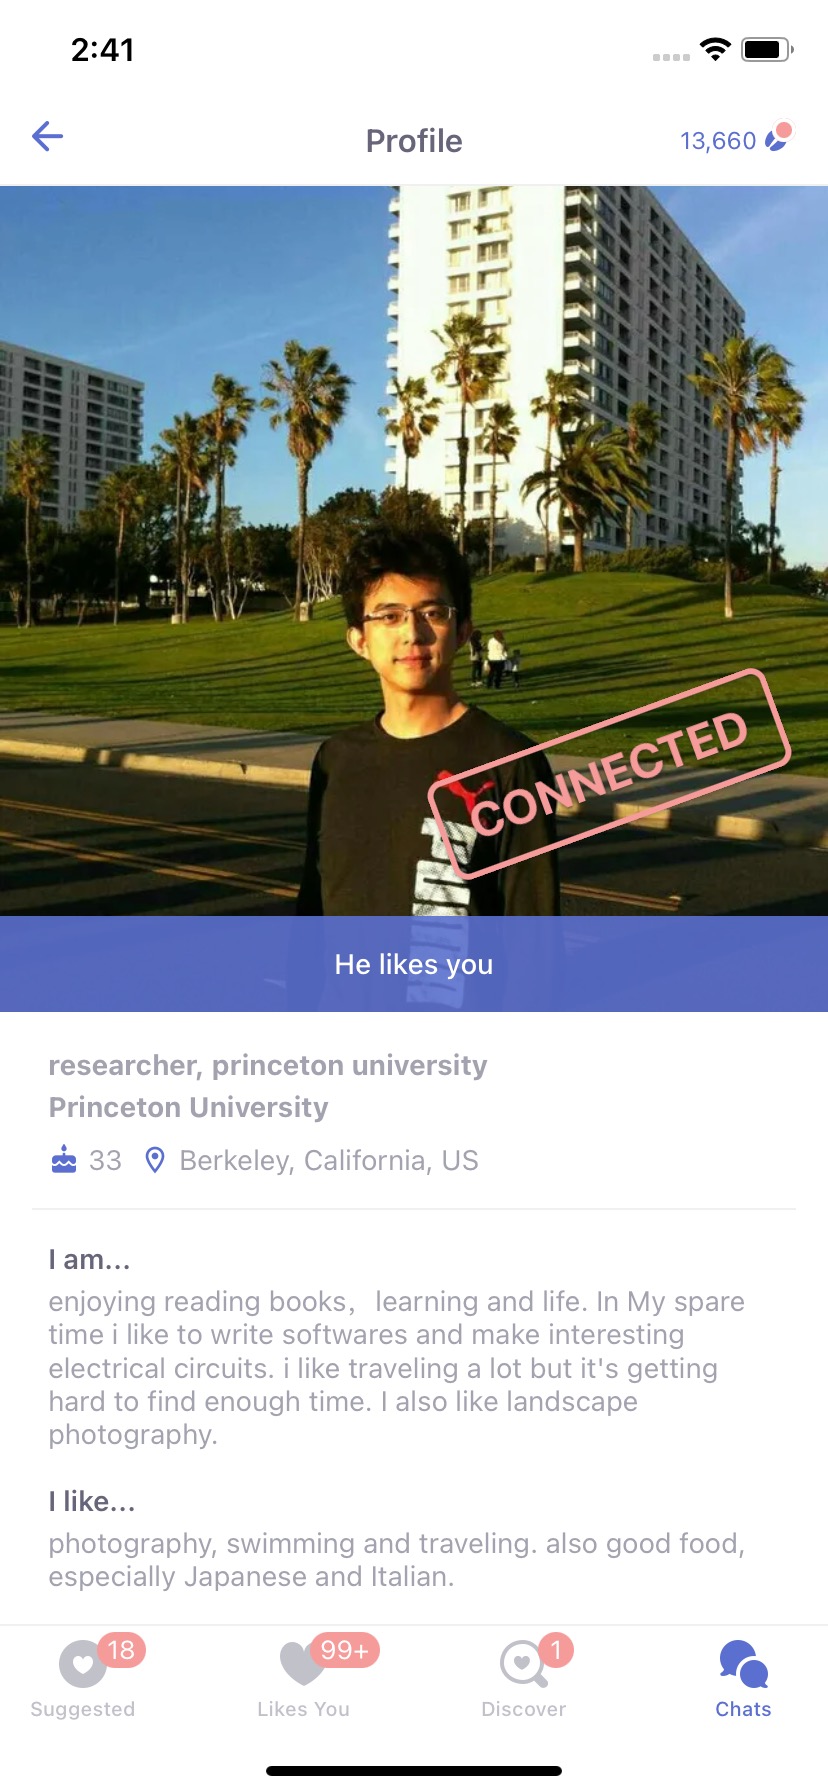 2:41
Profile
13,660
CONNECTED
He likes you
researcher, princeton university
Princeton University
33 Berkeley, California, US
I am...
enjoying reading books， learning and life. In My spare
time i like to write softwares and make interesting
electrical circuits. i like traveling a lot but it's getting
hard to find enough time. I also like landscape
photography.
I like...
photography, swimming and traveling. also good food,
especially Japanese and Italian.
18
99+
1
Suggested
Likes You
Discover
Chats